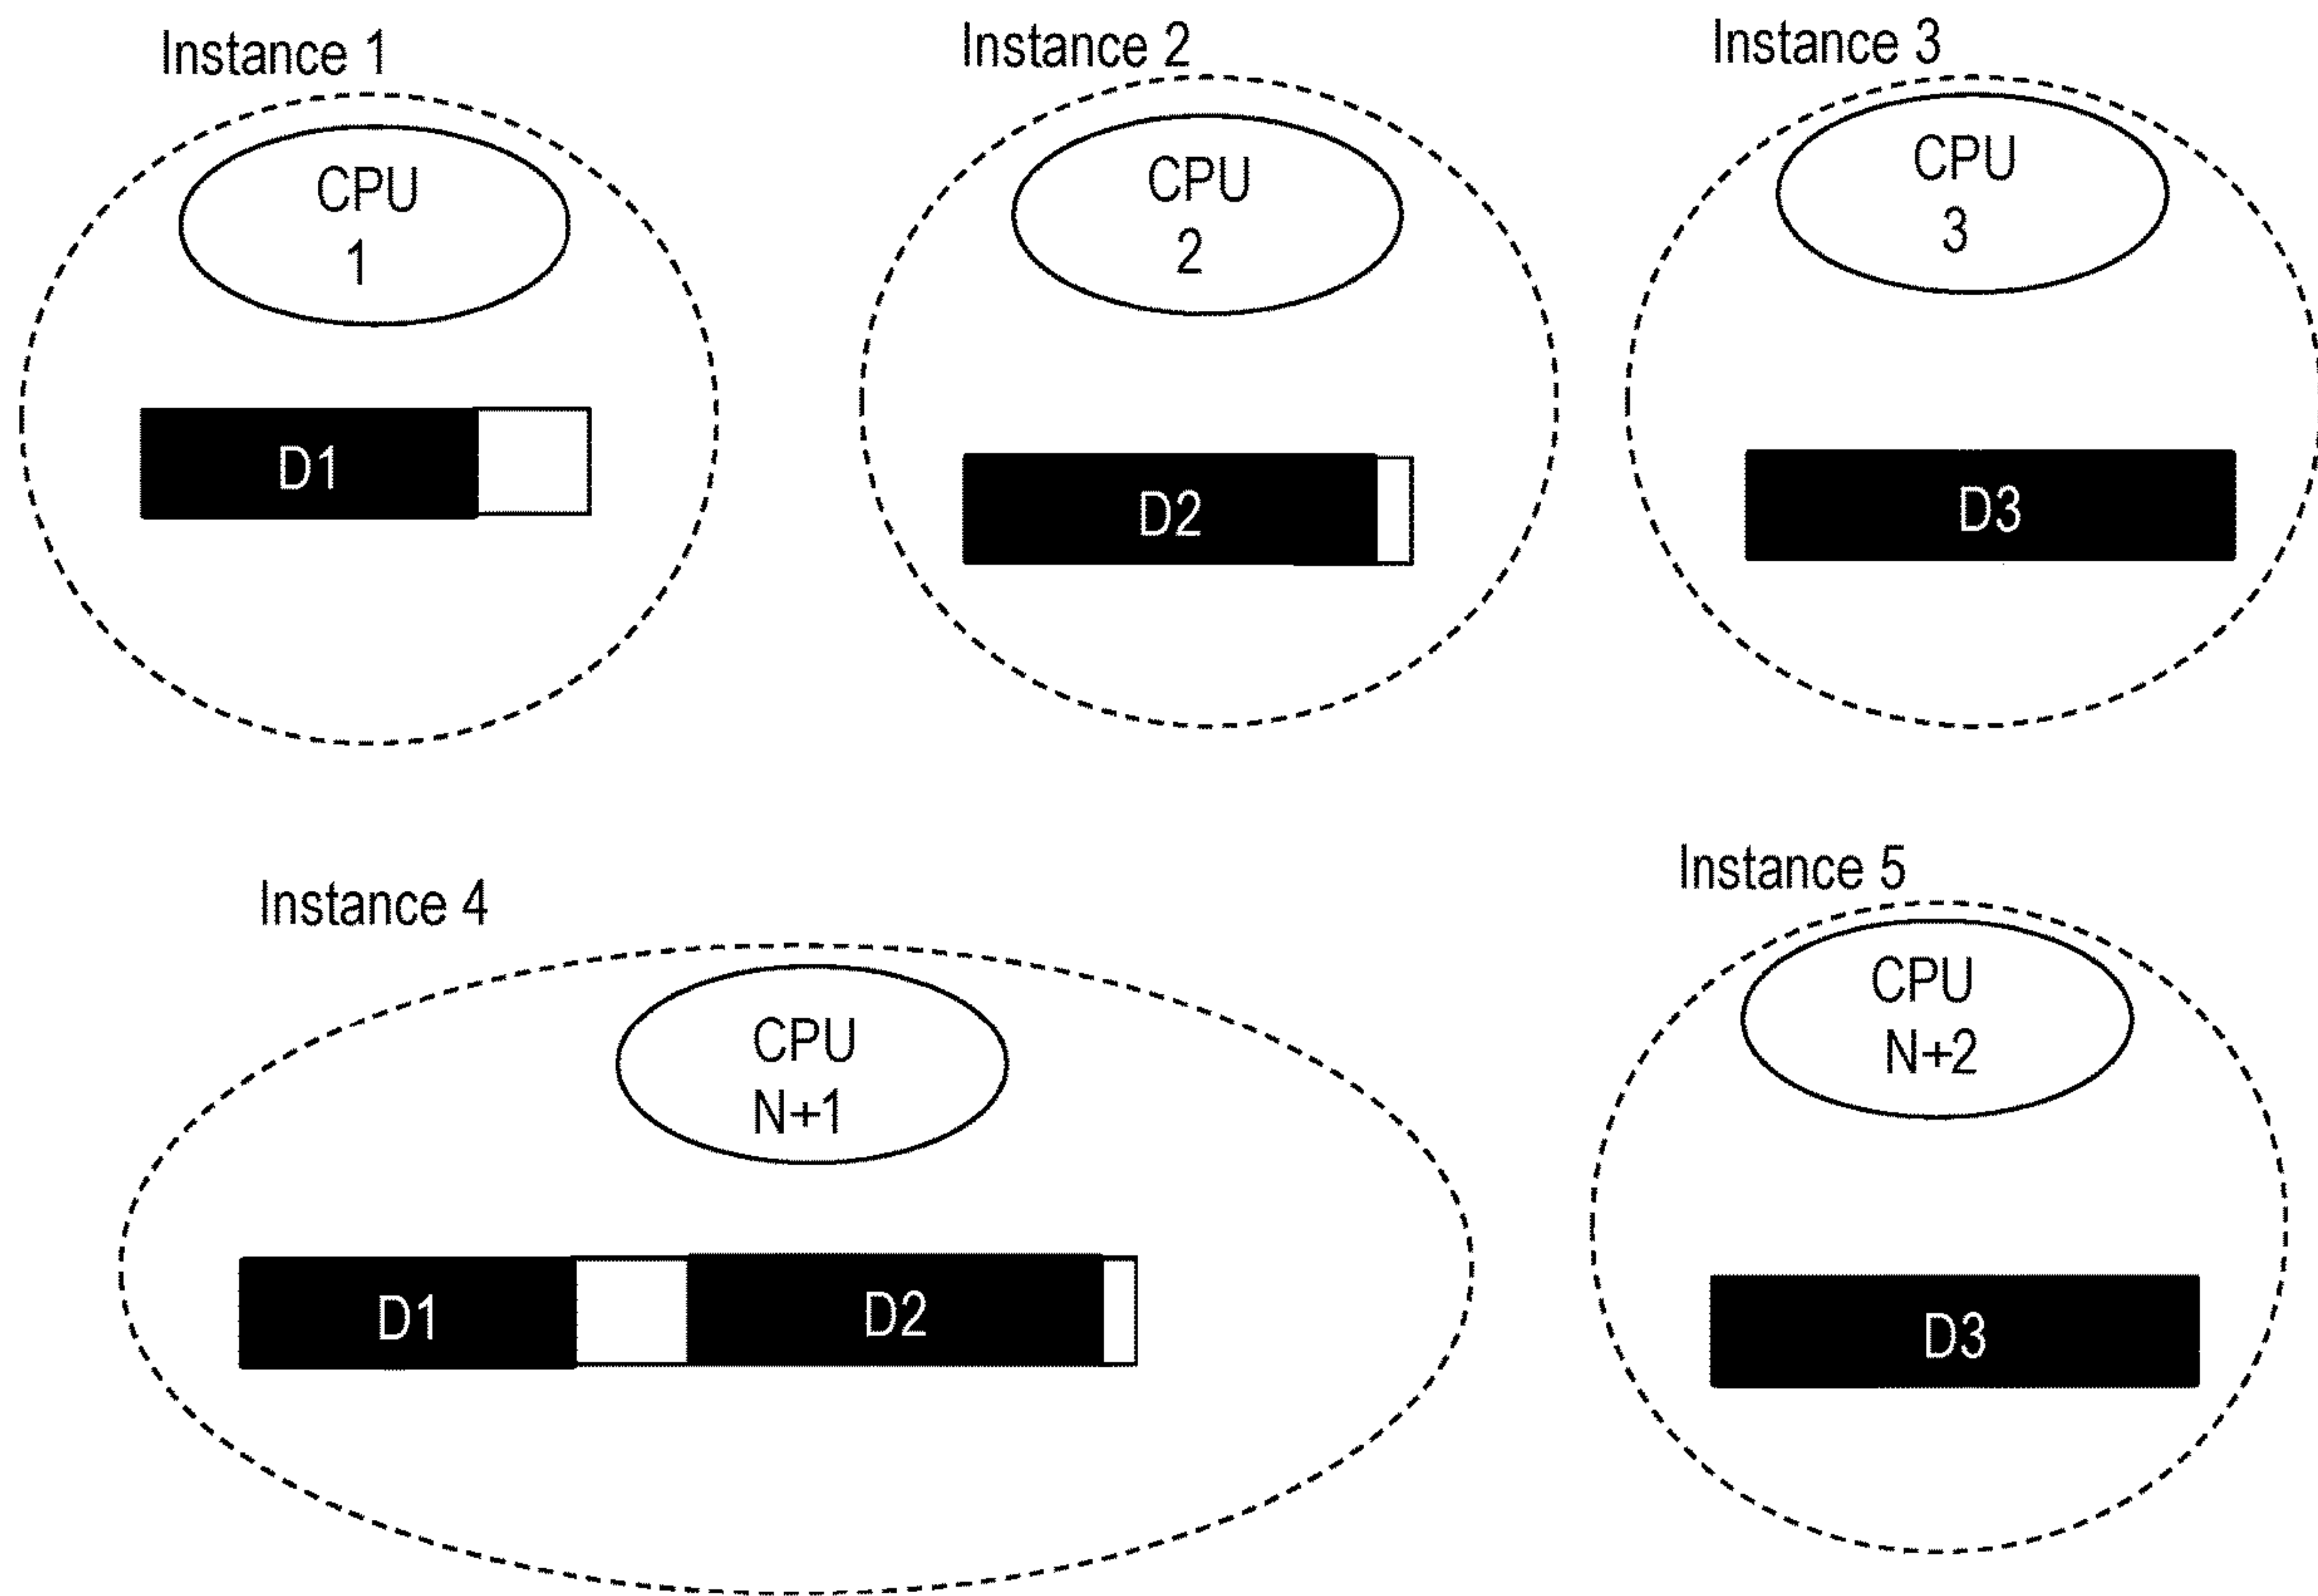 Instance 1
CPU
1
D1
Instance 2
CPU
2
D2
Instance 3
CPU
3
D3
Instance 4
CPU
N+1
D1
D2
Instance 5
CPU
N+2
D3